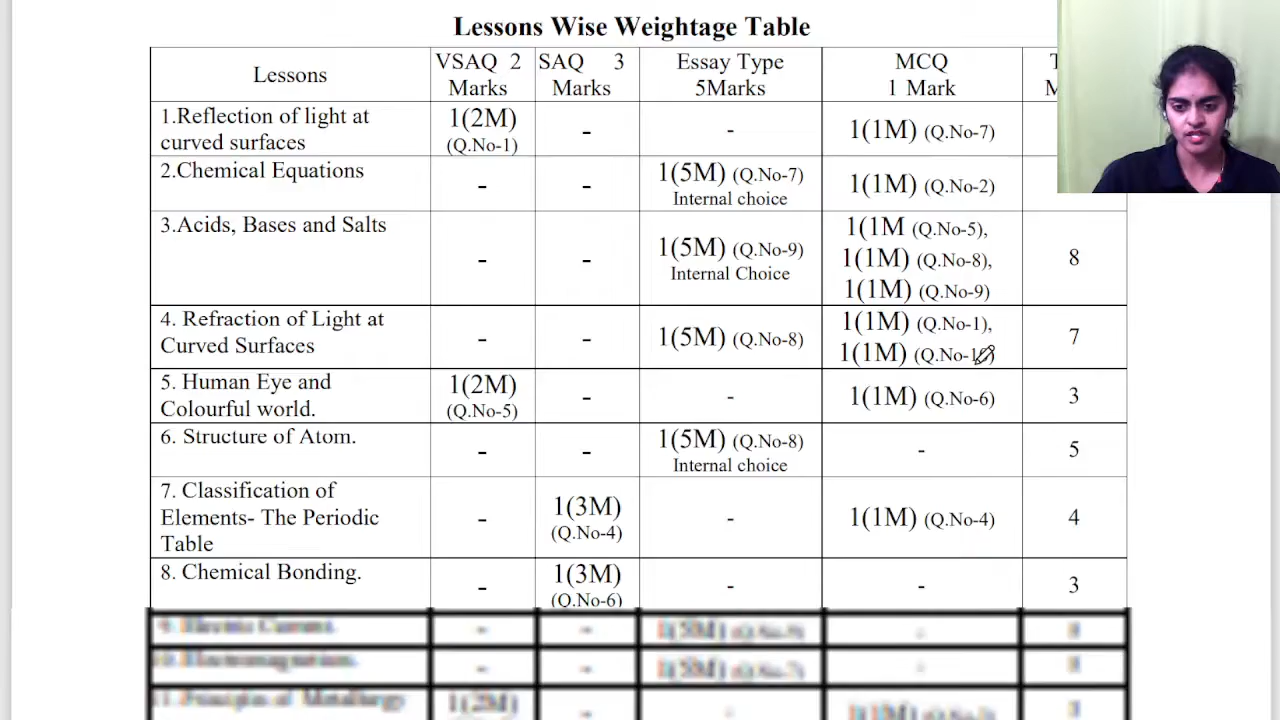 Lessons Wise Weightage Table
Lessons
VSAQ 2
Marks
SAQ 3
Marks
Essay Type
5Marks
MCQ
1 Mark
1.Reflection of light at
curved surfaces
1(2M)
(Q.No-1)
-
-
1(1M) (Q.No-7)
2.Chemical Equations
-
-
1(5M) (Q.No-7)
Internal choice
1(1M) (Q.No-2)
3.Acids, Bases and Salts
-
-
1(5M) (Q.No-9)
Internal Choice
1(1M (Q.No-5),
1(1M) (Q.No-8),
1(1M) (Q.No-9)
8
4. Refraction of Light at
Curved Surfaces
-
-
1(5M) (Q.No-8)
1(1M) (Q.No-1),
1(1M)
7
5. Human Eye and
Colourful world.
1(2M)
(Q.No-5)
-
-
1(1M) (Q.No-6)
3
6. Structure of Atom.
-
-
1(5M) (Q.No-8)
Internal choice
-
5
7. Classification of
Elements- The Periodic
Table
-
1(3M)
(Q.No-4)
-
1(1M) (Q.No-4)
4
8. Chemical Bonding.
-
1(3M)
(Q.No-6)
-
-
3